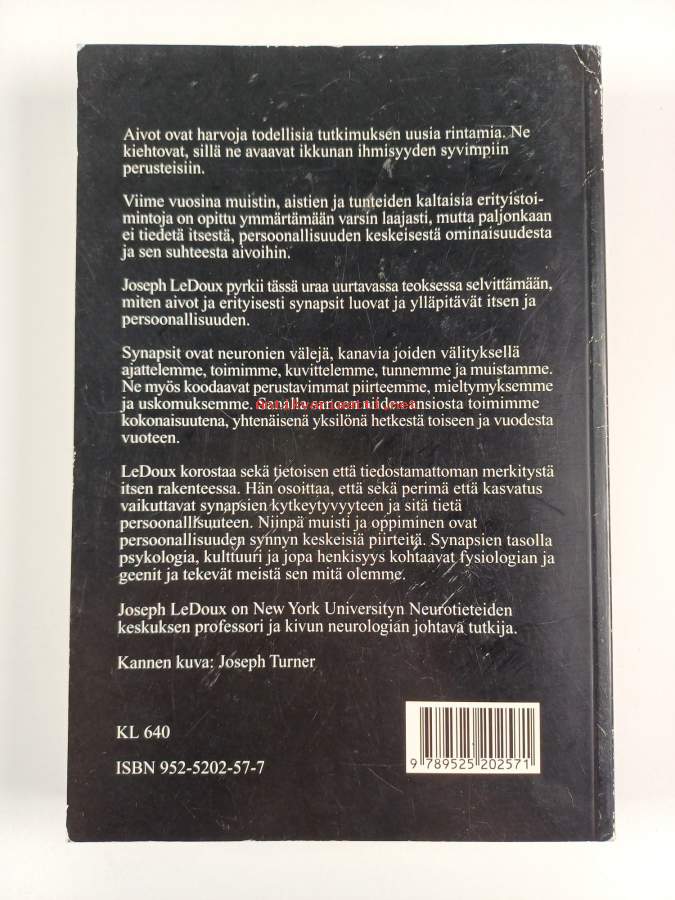 Aivot ovat harvoja todellisia tutkimuksen uusia rintamia. Ne
kiehtovat, sillä ne avaavat ikkunan ihmisyyden syvimpiin
perusteisiin.
Viime vuosina muistin, aistien ja tunteiden kaltaisia erityistoi-
mintoja on opittu ymmärtämään varsin laajasti, mutta paljonkaan
ei tiedetä itsestä, persoonallisuuden keskeisestä ominaisuudesta
ja sen suhteesta aivoihin.
Joseph LeDoux pyrkii tässä uraa uurtavassa teoksessa selvittämään,
miten aivot ja erityisesti synapsit luovat ja ylläpitävät itsen ja
persoonallisuuden.
Synapsit ovat neuronien välejä, kanavia joiden välityksellä
ajattelemme, toimimme, kuvittelemme, tunnemme ja muistamme.
Ne myös koodaavat perustavimmat piirteemme, mieltymyksemme
ja uskomuksemme. Sanalla sanoen niiden ansiosta toimimme
kokonaisuutena, yhtenäisenä yksilönä hetkestä toiseen ja vuodesta
vuoteen.
LeDoux korostaa sekä tietoisen että tiedostamattoman merkitystä
itsen rakenteessa. Hän osoittaa, että sekä perimä että kasvatus
vaikuttavat synapsien kytkeytyvyyteen ja sitä tietä
persoonallisuuteen. Niinpä muisti ja oppiminen ovat
persoonallisuuden synnyn keskeisiä piirteitä. Synapsien tasolla
psykologia, kulttuuri ja jopa henkisyys kohtaavat fysiologian ja
geenit ja tekevät meistä sen mitä olemme.
Joseph LeDoux on New York Universityn Neurotieteiden
keskuksen professori ja kivun neurologian johtava tutkija.
Kannen kuva: Joseph Turner
KL 640
ISBN 952-5202-57-7
9 789525 202571